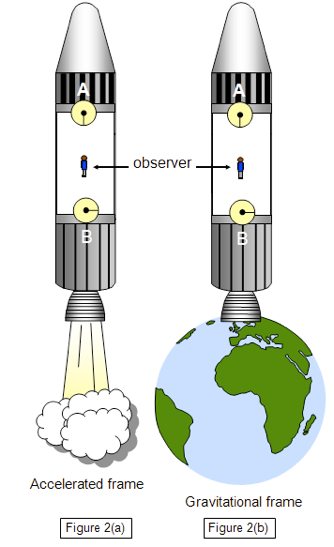 A
A
observer
B
B
Accelerated frame
Gravitational frame
Figure 2(a)
Figure 2(b)